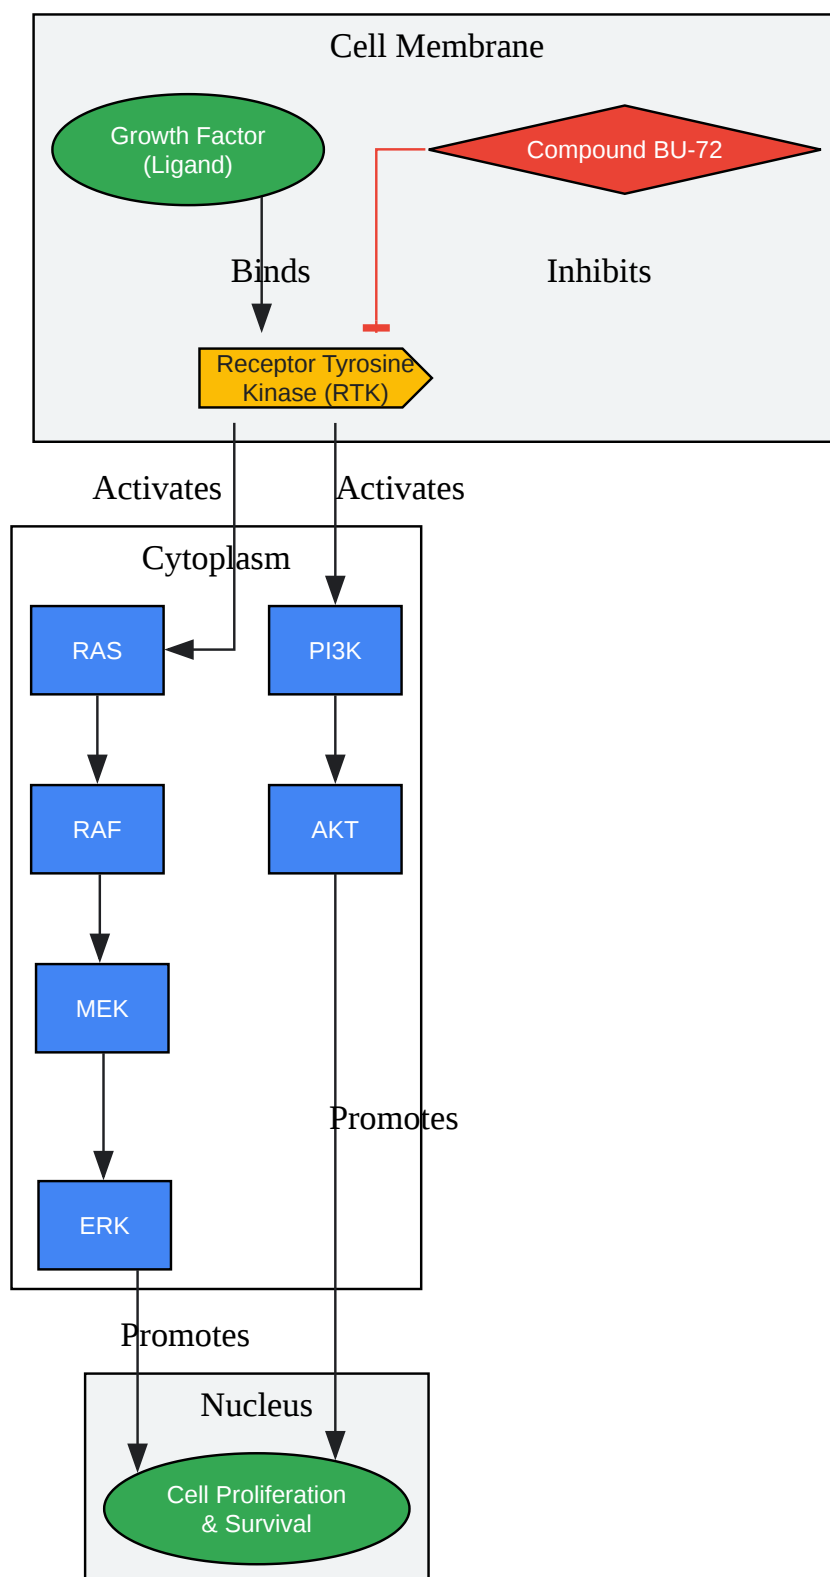 Cell Membrane
Growth Factor
(Ligand)
Compound BU-72
Binds
Inhibits
Receptor Tyrosine
Kinase (RTK)
Activates
Activates
Cytoplasm
RAS
PI3K
RAF
AKT
MEK
Promotes
ERK
Promotes
Nucleus
Cell Proliferation
& Survival